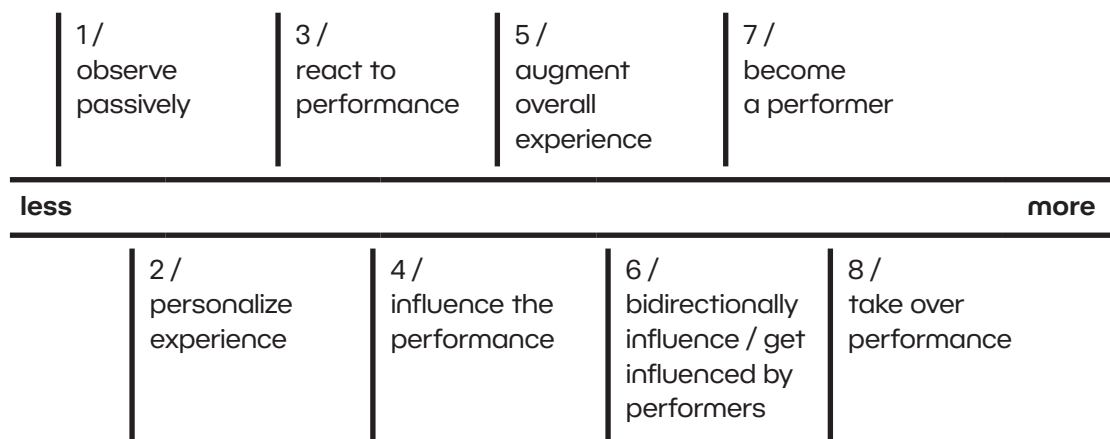 1 /
observe
passively
3 /
react to
performance
5 /
augment
overall
experience
7 /
become
a performer
less
more
2 /
personalize
experience
4 /
influence the
performance
6 /
bidirectionally
influence / get
influenced by
performers
8 /
take over
performance